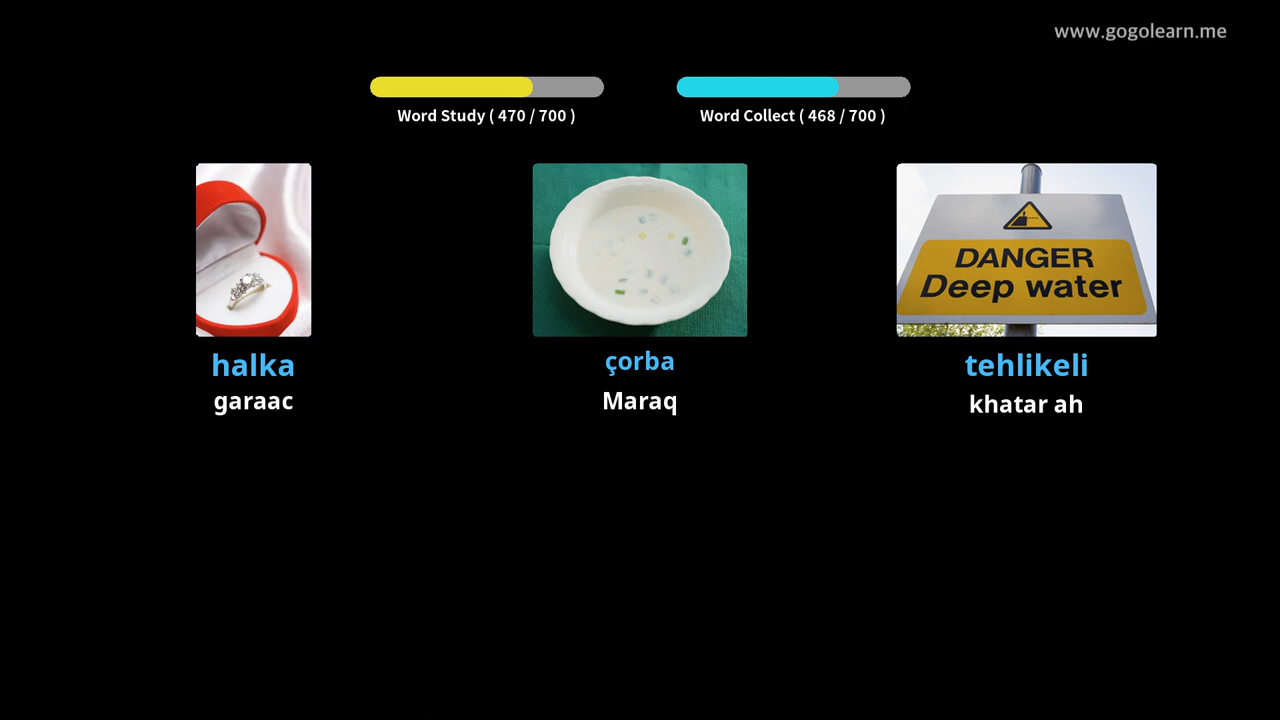 www.gogolearn.me
Word Study ( 470 / 700 )
Word Collect ( 468 / 700 )
DANGER
Deep water
halka
çorba
tehlikeli
garaac
Maraq
khatar ah